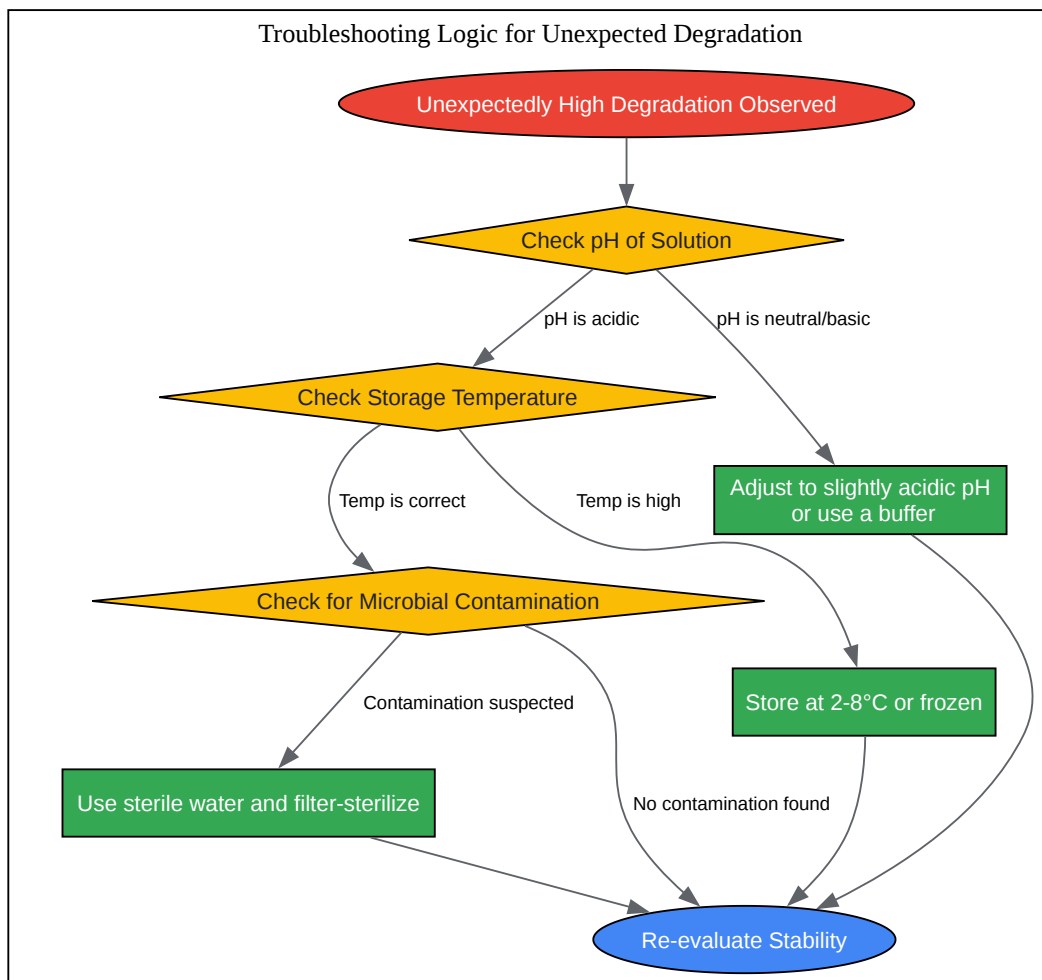 Troubleshooting Logic for Unexpected Degradation
Unexpectedly High Degradation Observed
Check pH of Solution
pH is acidic
pH is neutral/basic
Check Storage Temperature
Temp is correct
Temp is high
Adjust to slightly acidic pH
or use a buffer
Check for Microbial Contamination
Contamination suspected
Store at 2-8°C or frozen
Use sterile water and filter-sterilize
No contamination found
Re-evaluate Stability